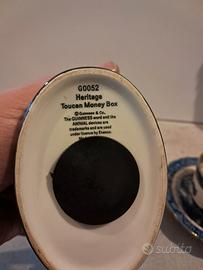 G0052
Heritage
Toucan Money Box
© Guinness & Co.
The GUINNESS word and the
ANIMAL devices are
trademarks and are used
under licence by Enesco.
subito